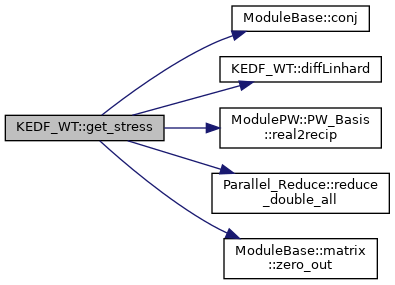 ModuleBase::conj
KEDF_WT::diffLinhard
KEDF_WT::get_stress
ModulePW::PW_Basis
::real2recip
Parallel_Reduce::reduce
_double_all
ModuleBase::matrix
::zero_out